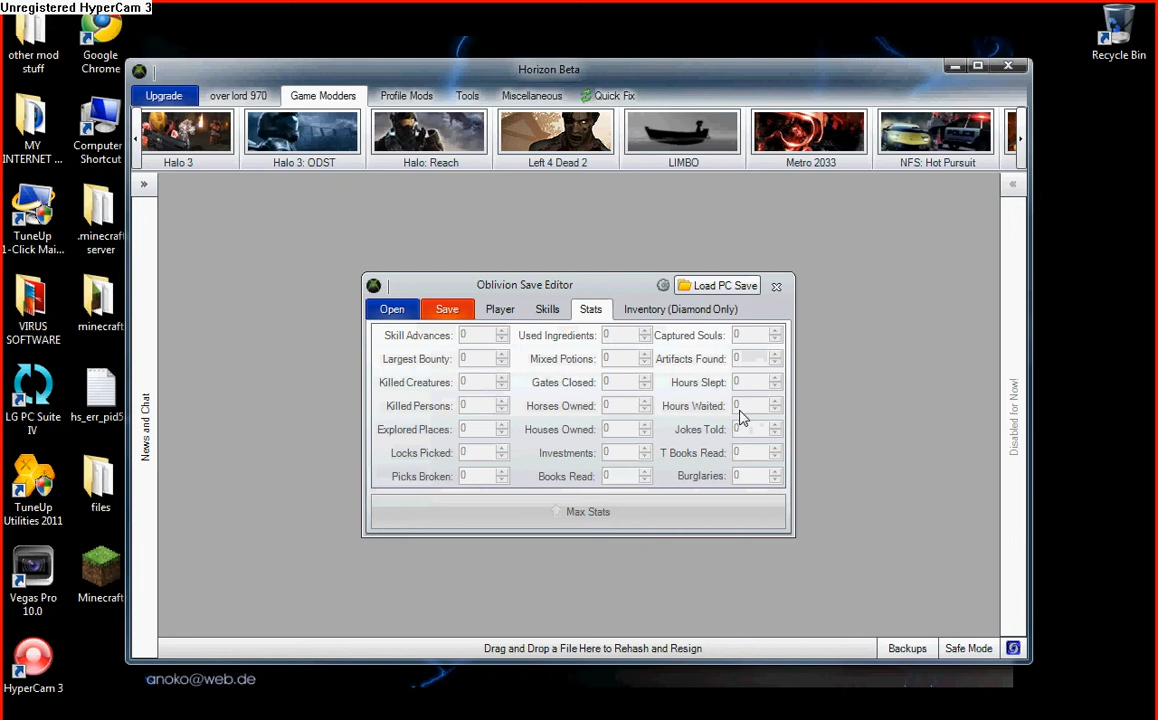 Unregistered HyperCam 3
other mod
stuff
Google
Chrome
MY
INTERNET ...
Computer
Shortcut
TuneUp
1-Click Mai...
.minecraft
server
VIRUS
SOFTWARE
minecraft
LG PC Suite
IV
hs_err_pid5
TuneUp
Utilities 2011
files
Vegas Pro
10.0
Minecraft
HyperCam 3
Recycle Bin
Horizon Beta
Upgrade
over lord 970
Game Modders
Profile Mods
Tools
Miscellaneous
Quick Fix
Halo 3
Halo 3: ODST
Halo: Reach
Left 4 Dead 2
LIMBO
Metro 2033
NFS: Hot Pursuit
»
«
News and Chat
Disabled for Now!
Oblivion Save Editor
Load PC Save
Open
Save
Player
Skills
Stats
Inventory (Diamond Only)
Skill Advances: 0 Used Ingredients: 0 Captured Souls: 0
Largest Bounty: 0 Mixed Potions: 0 Artifacts Found: 0
Killed Creatures: 0 Gates Closed: 0 Hours Slept: 0
Killed Persons: 0 Horses Owned: 0 Hours Waited: 0
Explored Places: 0 Houses Owned: 0 Jokes Told: 0
Locks Picked: 0 Investments: 0 T Books Read: 0
Picks Broken: 0 Books Read: 0 Burglaries: 0
Max Stats
Drag and Drop a File Here to Rehash and Resign
Backups
Safe Mode
anoko@web.de